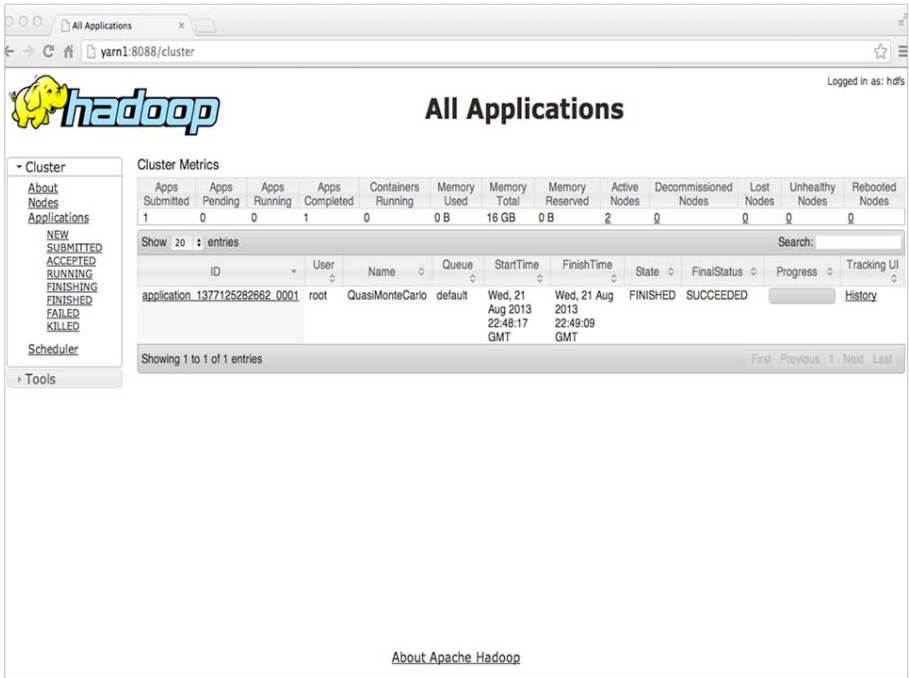 All Applications
yarn1:8088/cluster
Logged in as: hdfs
hadoop
All Applications
Cluster
About
Nodes
Applications
NEW
SUBMITTED
ACCEPTED
RUNNING
FINISHING
FINISHED
FAILED
KILLED
Scheduler
Tools
Cluster Metrics
Apps Submitted Apps Pending Apps Running Apps Completed Containers Running Memory Used Memory Total Memory Reserved Active Nodes Decommissioned Nodes Lost Nodes Unhealthy Nodes Rebooted Nodes
1 0 0 1 0 0 B 16 GB 0 B 2 0 0 0 0
Show 20 entries Search:
ID User Name Queue StartTime FinishTime State FinalStatus Progress Tracking UI
application_1377125282662_0001 root QuasiMonteCarlo default Wed, 21 Aug 2013 22:48:17 GMT Wed, 21 Aug 2013 22:49:09 GMT FINISHED SUCCEEDED History
Showing 1 to 1 of 1 entries First Previous 1 Next Last
About Apache Hadoop